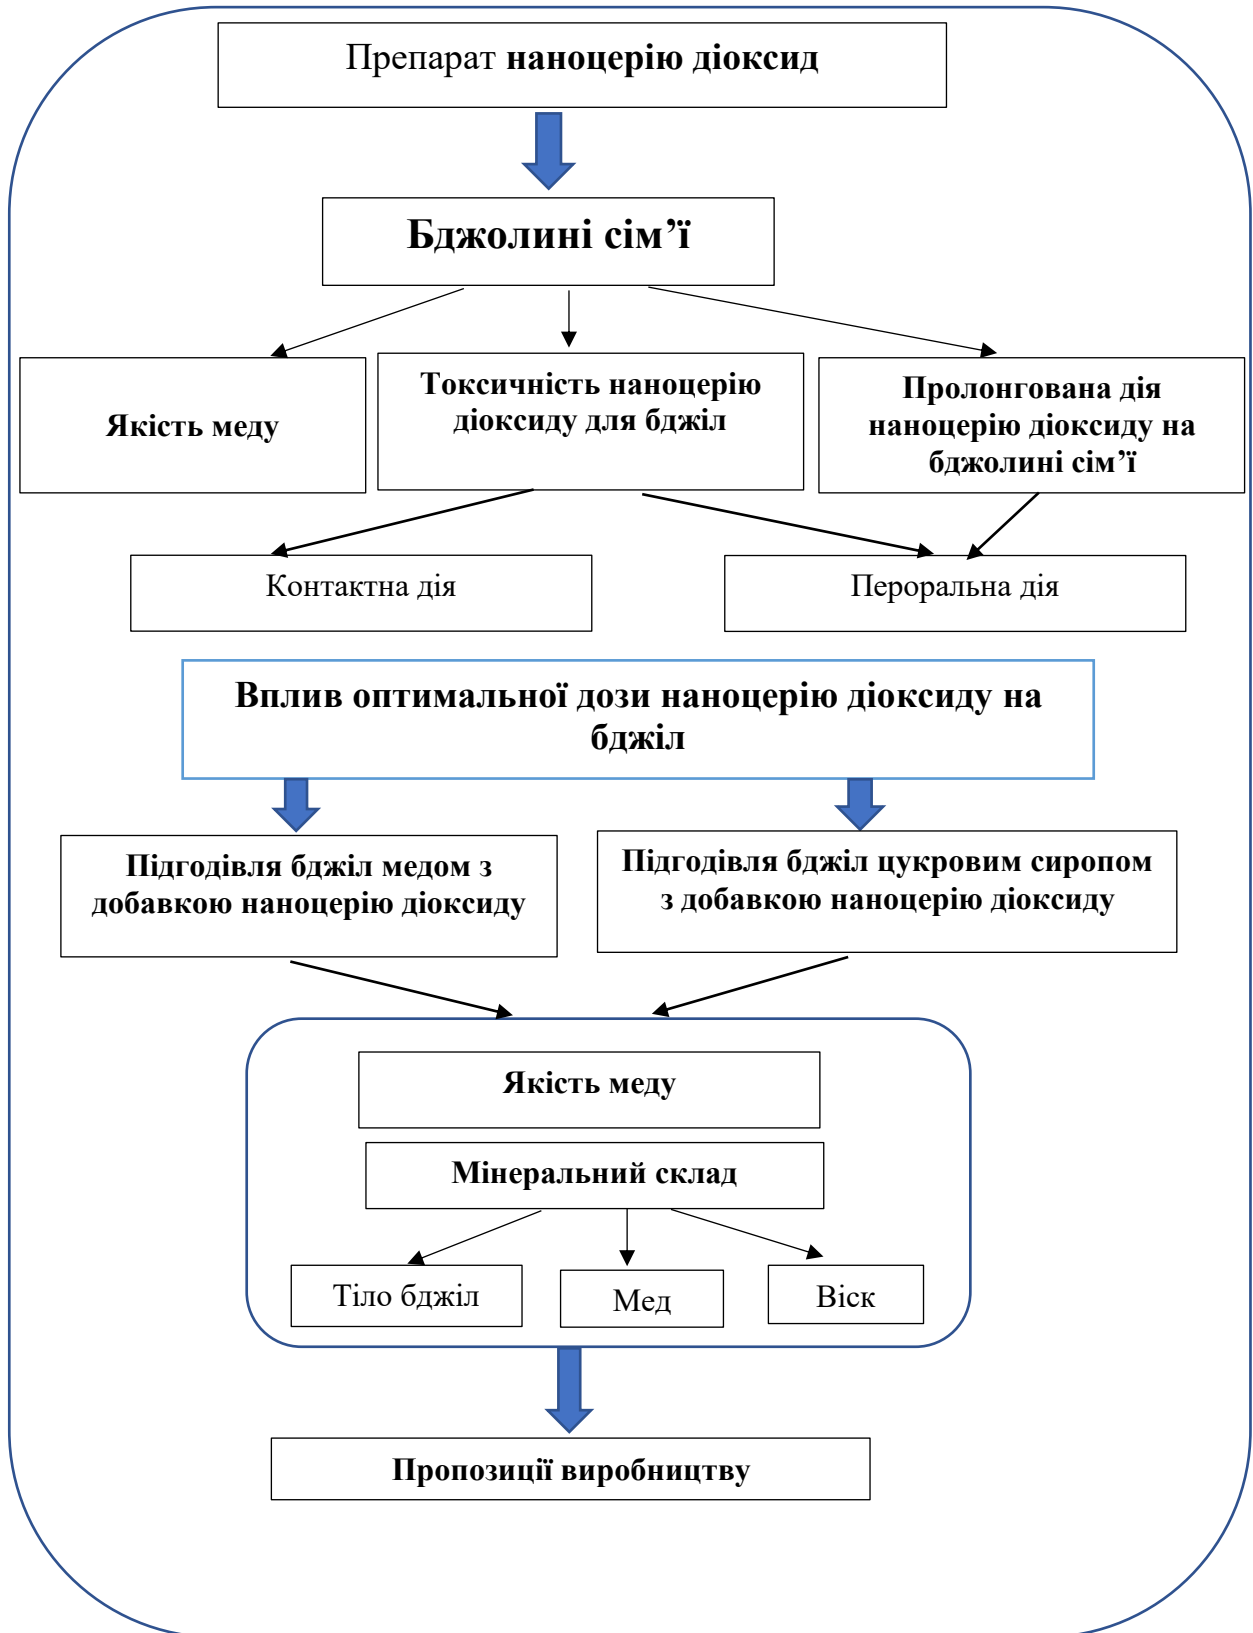 Препарат наноцерію діоксид
Бджолині сім’ї
Якість меду
Токсичність наноцерію
діоксиду для бджіл
Пролонгована дія
наноцерію діоксиду на
бджолині сім’ї
Контактна дія
Пероральна дія
Вплив оптимальної дози наноцерію діоксиду на
бджіл
Підгодівля бджіл медом з
добавкою наноцерію діоксиду
Підгодівля бджіл цукровим сиропом
з добавкою наноцерію діоксиду
Якість меду
Мінеральний склад
Тіло бджіл
Мед
Віск
Пропозиції виробництву